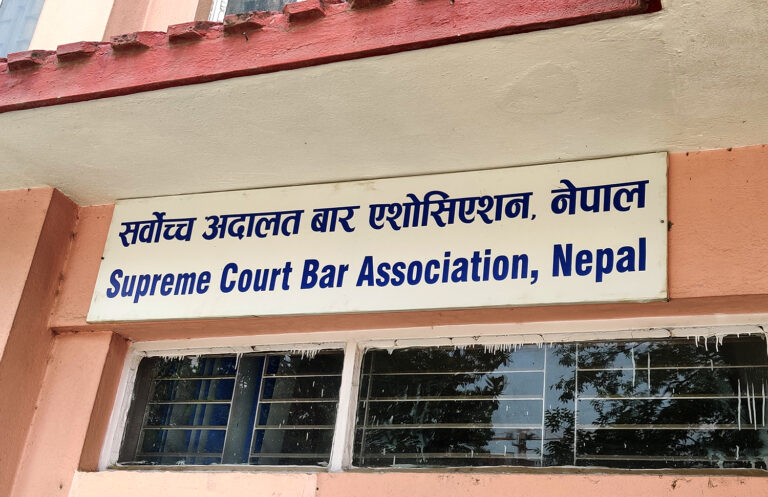 सर्वोच्च अदालत बार एशोसिएशन, नेपाल
Supreme Court Bar Association, Nepal